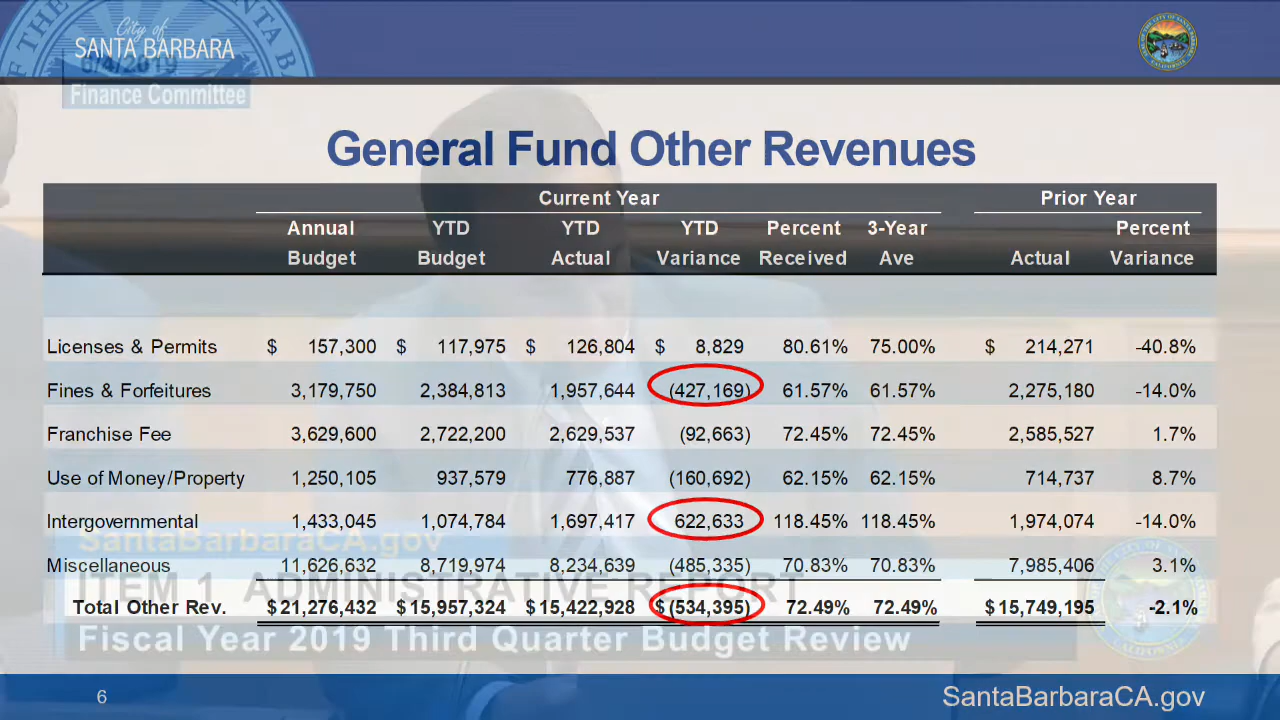 City of
SANTA BARBARA
6/4/2019
Finance Committee
General Fund Other Revenues
Current Year Prior Year
Annual YTD YTD YTD Percent 3-Year Percent
Budget Budget Actual Variance Received Ave Actual Variance
Licenses & Permits $ 157,300 $ 117,975 $ 126,804 $ 8,829 80.61% 75.00% $ 214,271 -40.8%
Fines & Forfeitures 3,179,750 2,384,813 1,957,644 (427,169) 61.57% 61.57% 2,275,180 -14.0%
Franchise Fee 3,629,600 2,722,200 2,629,537 (92,663) 72.45% 72.45% 2,585,527 1.7%
Use of Money/Property 1,250,105 937,579 776,887 (160,692) 62.15% 62.15% 714,737 8.7%
Intergovernmental 1,433,045 1,074,784 1,697,417 622,633 118.45% 118.45% 1,974,074 -14.0%
SantaBarbaraCA.gov
Miscellaneous 11,626,632 8,719,974 8,234,639 (485,335) 70.83% 70.83% 7,985,406 3.1%
ITEM 1 ADMINISTRATIVE REPORT
Total Other Rev. $ 21,276,432 $ 15,957,324 $ 15,422,928 $ (534,395) 72.49% 72.49% $ 15,749,195 -2.1%
Fiscal Year 2019 Third Quarter Budget Review
6
SantaBarbaraCA.gov